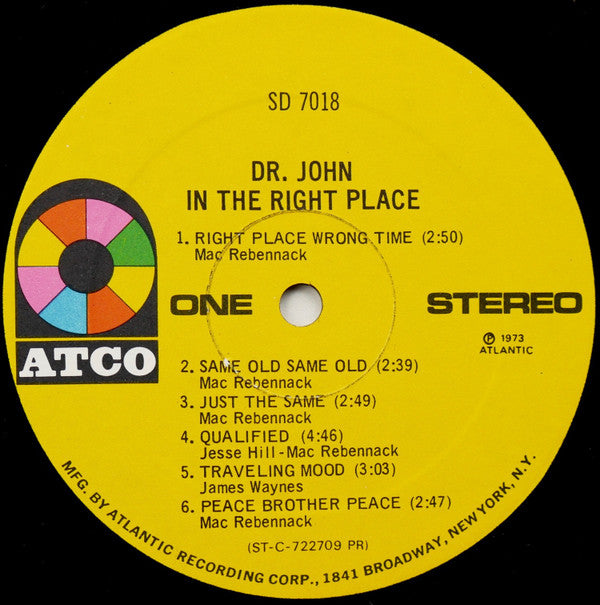 SD 7018
DR. JOHN
IN THE RIGHT PLACE
1. RIGHT PLACE WRONG TIME (2:50)
Mac Rebennack
ONE
STEREO
℗ 1973
ATLANTIC
ATCO
2. SAME OLD SAME OLD (2:39)
Mac Rebennack
3. JUST THE SAME (2:49)
Mac Rebennack
4. QUALIFIED (4:46)
Jesse Hill-Mac Rebennack
5. TRAVELING MOOD (3:03)
James Waynes
6. PEACE BROTHER PEACE (2:47)
Mac Rebennack
(ST-C-722709 PR)
MFG. BY ATLANTIC RECORDING CORP., 1841 BROADWAY, NEW YORK, N.Y.